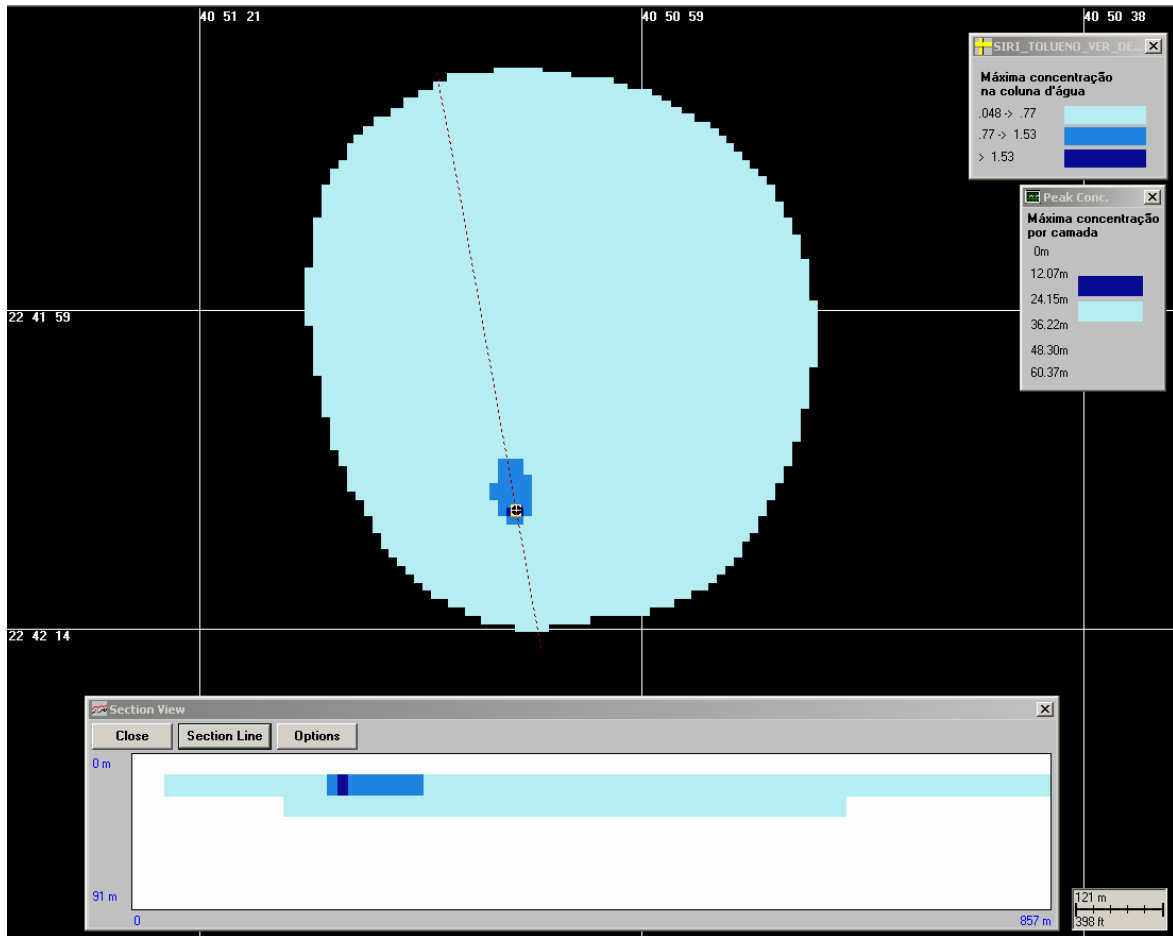 40 51 21
40 50 59
40 50 38
SIRI_TOLUENO_VER_DE...
Máxima concentração
na coluna d'água
.048 -> .77
.77 -> 1.53
> 1.53
Peak Conc.
Máxima concentração
por camada
0m
12.07m
24.15m
36.22m
48.30m
60.37m
22 41 59
22 42 14
Section View
Close
Section Line
Options
0 m
91 m
0
857 m
121 m
398 ft